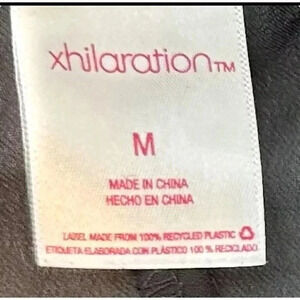 xhilaration™
M
MADE IN CHINA
HECHO EN CHINA
LABEL MADE FROM 100% RECYCLED PLASTIC
ETIQUETA ELABORADA CON PLÁSTICO 100 % RECICLADO